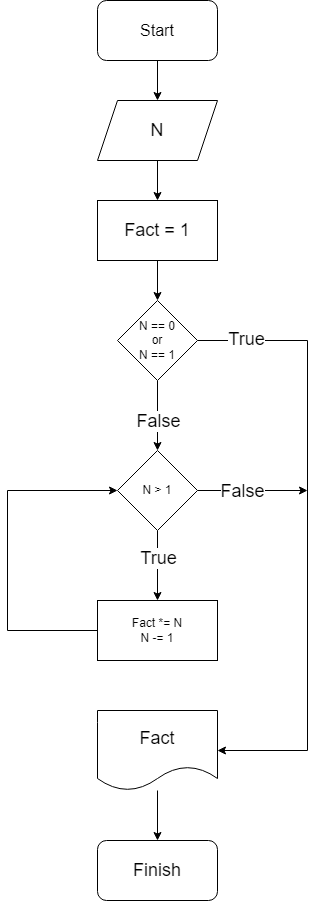 Start
N
Fact = 1
N == 0
or
N == 1
True
False
N > 1
False
True
Fact *= N
N -= 1
Fact
Finish